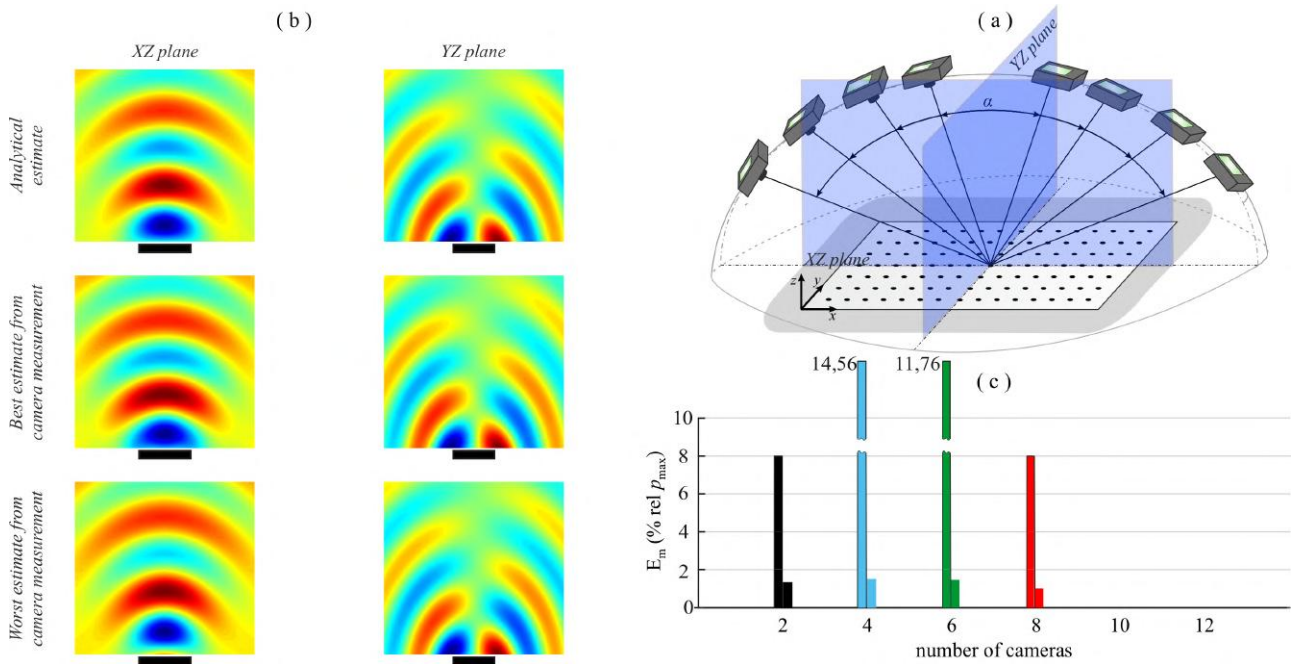 ( b )
XZ plane
YZ plane
Analytical
estimate
Best estimate from
camera measurement
Worst estimate from
camera measurement
( a )
YZ plane
α
XZ plane
z
y
x
14,56
11,76
( c )
E_m (% rel p_max)
10
8
6
4
2
0
2
4
6
8
10
12
number of cameras